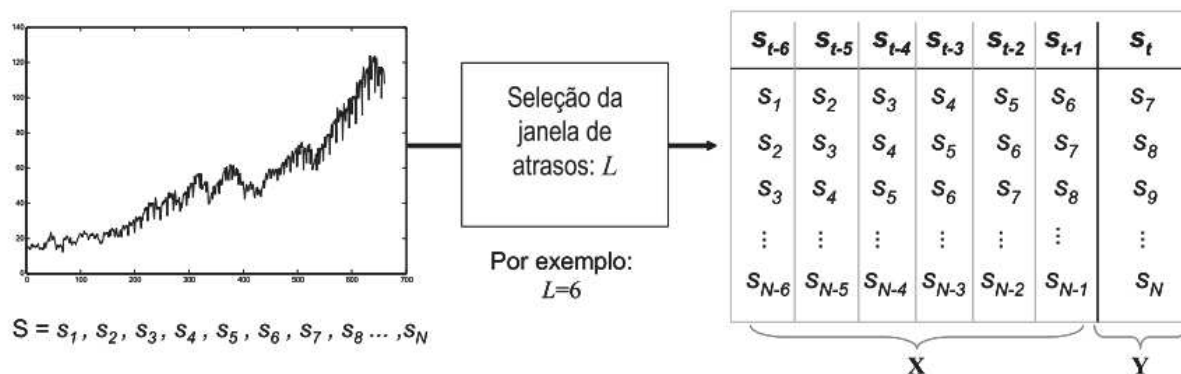 140
120
100
80
60
40
20
0
0 100 200 300 400 500 600 700
S = s1 , s2 , s3 , s4 , s5 , s6 , s7 , s8 ... ,sN
Seleção da
janela de
atrasos: L
Por exemplo:
L=6
st-6 st-5 st-4 st-3 st-2 st-1 st
s1 s2 s3 s4 s5 s6 s7
s2 s3 s4 s5 s6 s7 s8
s3 s4 s5 s6 s7 s8 s9
⋮ ⋮ ⋮ ⋮ ⋮ ⋮ ⋮
sN-6 sN-5 sN-4 sN-3 sN-2 sN-1 sN
X Y